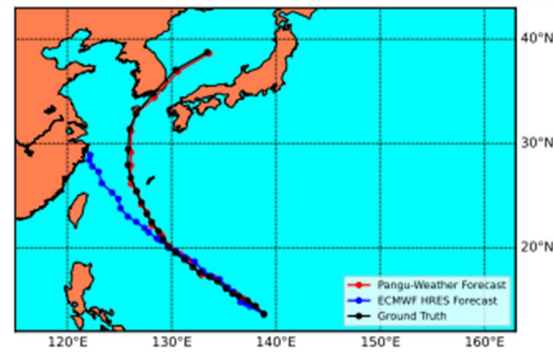 40°N
30°N
20°N
Pangu-Weather Forecast
ECMWF HRES Forecast
Ground Truth
120°E
130°E
140°E
150°E
160°E